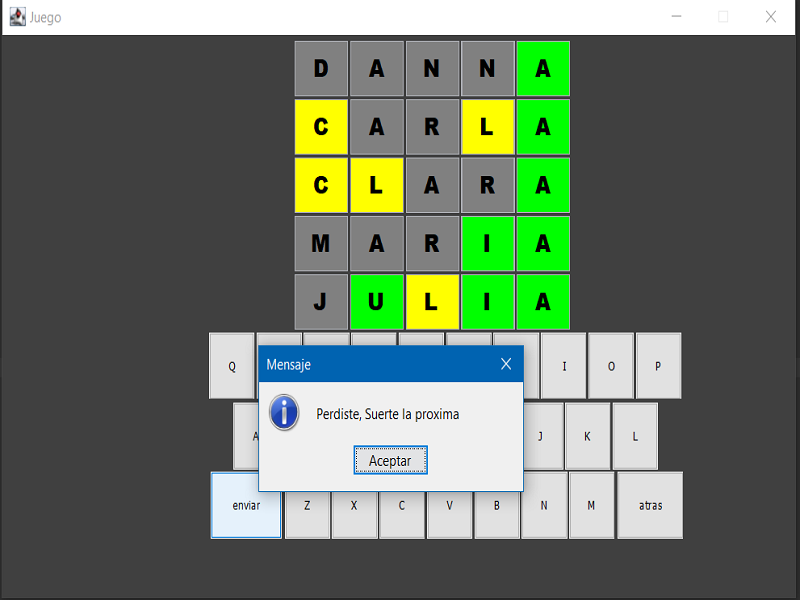 Juego
D A N N A
C A R L A
C L A R A
M A R I A
J U L I A
Q I O P
Mensaje
Perdiste, Suerte la proxima
A J K L
Aceptar
enviar Z X C V B N M atras